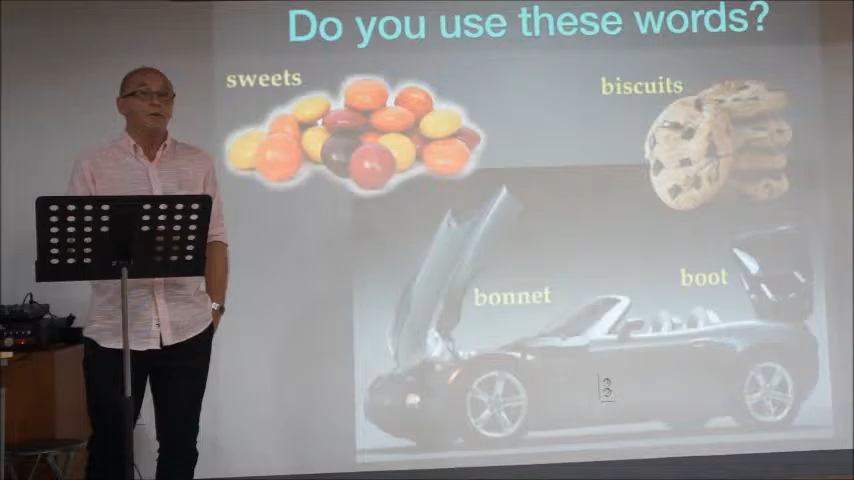 Do you use these words?
sweets
biscuits
bonnet
boot